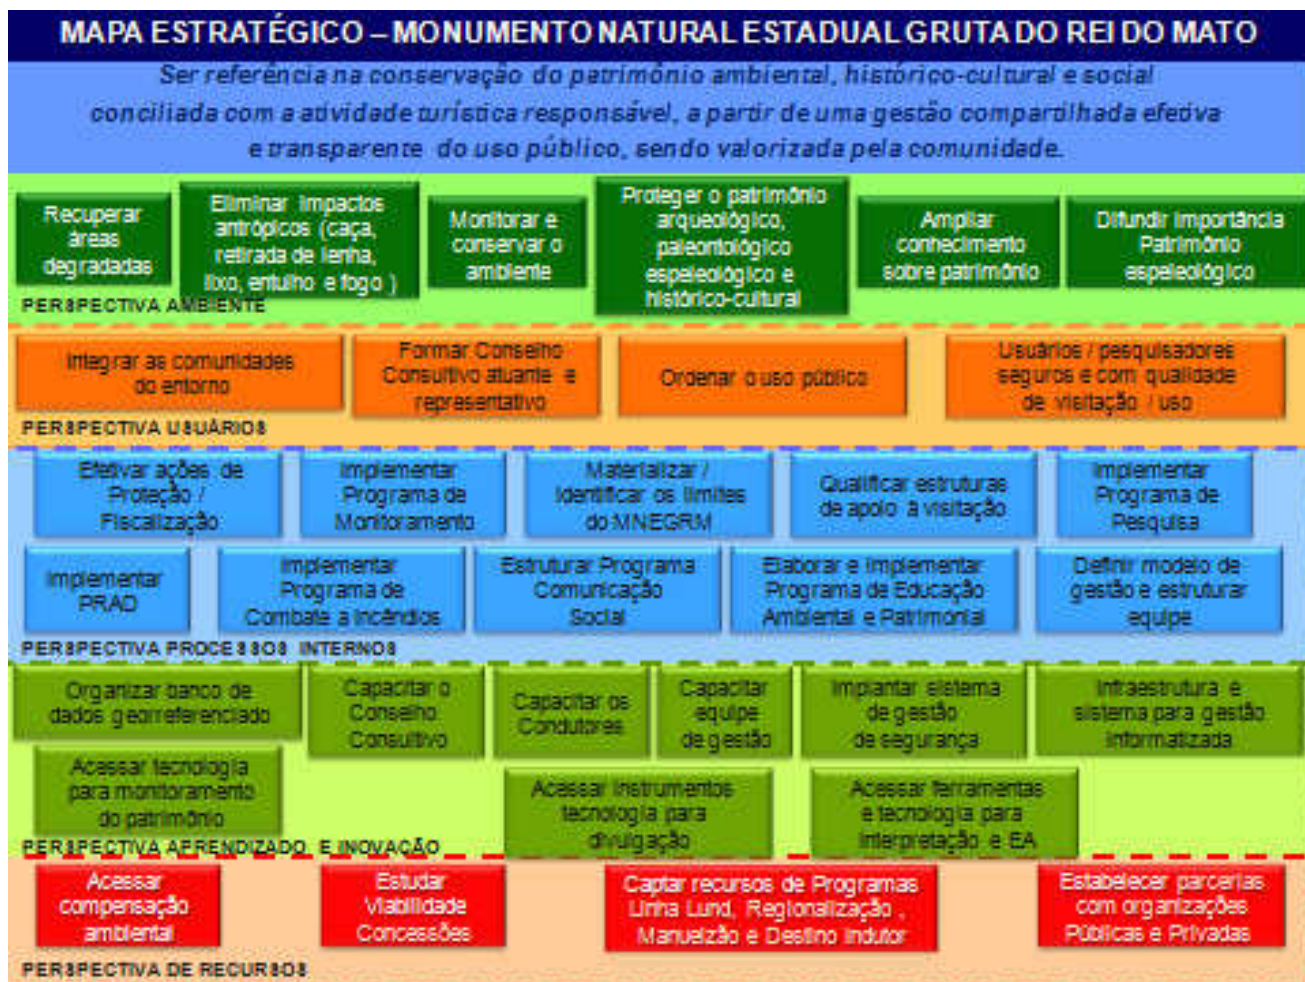 MAPA ESTRATÉGICO – MONUMENTO NATURAL ESTADUAL GRUTA DO REI DO MATO
Ser referência na conservação do patrimônio ambiental, histórico-cultural e social
conciliada com a atividade turística responsável, a partir de uma gestão compartilhada efetiva
e transparente do uso público, sendo valorizada pela comunidade.
Recuperar
áreas
degradadas
Eliminar impactos
antrópicos (caça,
retirada de lenha,
lixo, entulho e fogo )
Monitorar e
conservar o
ambiente
Proteger o patrimônio
arqueológico,
paleontológico
espeleológico e
histórico-cultural
Ampliar
conhecimento
sobre patrimônio
Difundir importância
Patrimônio
espeleológico
PERSPECTIVA AMBIENTE
Integrar as comunidades
do entorno
Formar Conselho
Consultivo atuante e
representativo
Ordenar o uso público
Usuários / pesquisadores
seguros e com qualidade
de visitação / uso
PERSPECTIVA USUÁRIOS
Efetivar ações de
Proteção /
Fiscalização
Implementar
Programa de
Monitoramento
Materializar /
Identificar os limites
do MNEGRM
Qualificar estruturas
de apoio à visitação
Implementar
Programa de
Pesquisa
Implementar
PRAD
Implementar
Programa de
Combate a Incêndios
Estruturar Programa
Comunicação
Social
Elaborar e Implementar
Programa de Educação
Ambiental e Patrimonial
Definir modelo de
gestão e estruturar
equipe
PERSPECTIVA PROCESSOS INTERNOS
Organizar banco de
dados georreferenciado
Capacitar o
Conselho
Consultivo
Capacitar os
Condutores
Capacitar
equipe
de gestão
Implantar sistema
de gestão
de segurança
Infraestrutura e
sistema para gestão
informatizada
Acessar tecnologia
para monitoramento
do patrimônio
Acessar instrumentos
tecnologia para
divulgação
Acessar ferramentas
e tecnologia para
interpretação e EA
PERSPECTIVA APRENDIZADO E INOVAÇÃO
Acessar
compensação
ambiental
Estudar
Viabilidade
Concessões
Captar recursos de Programas
Linha Lund, Regionalização ,
Manuelzão e Destino Indutor
Estabelecer parcerias
com organizações
Públicas e Privadas
PERSPECTIVA DE RECURSOS